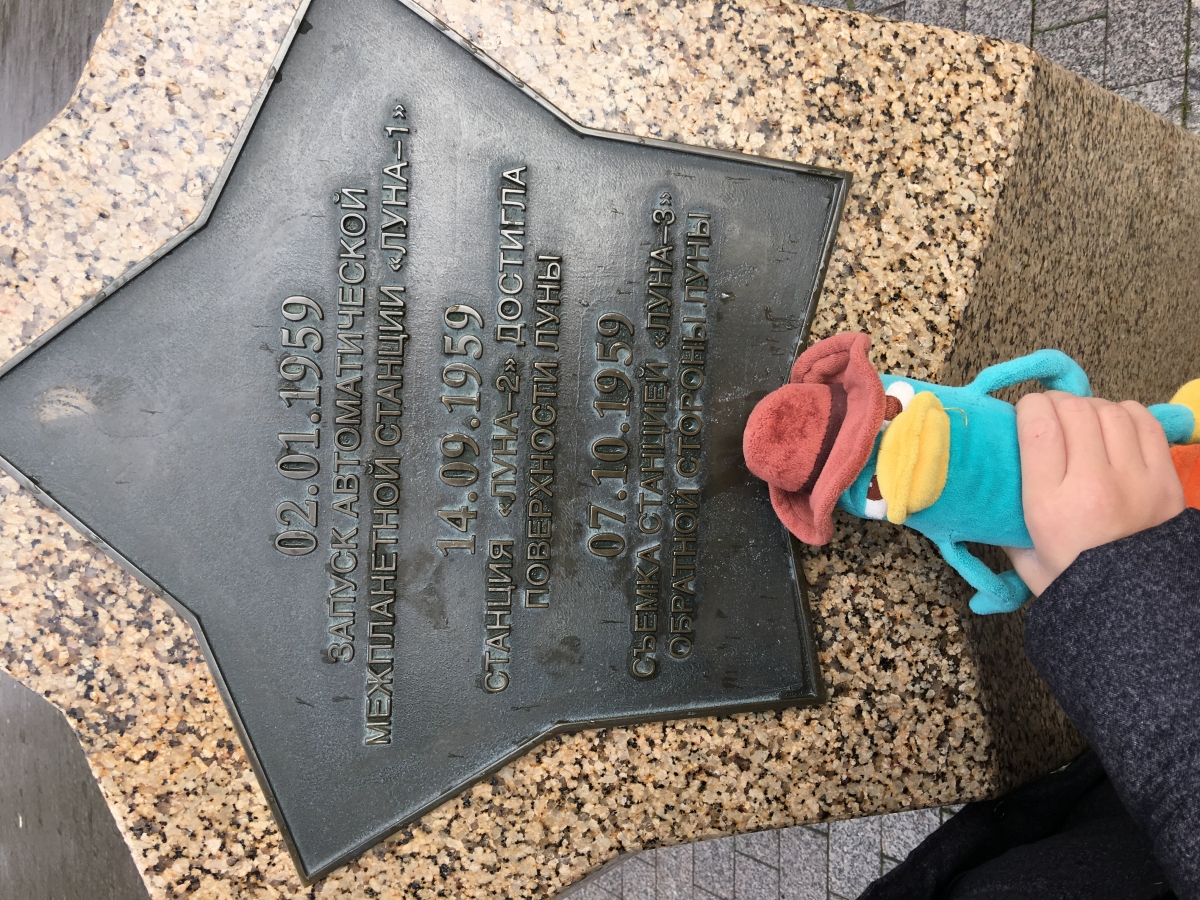 02.01.1959
ЗАПУСК АВТОМАТИЧЕСКОЙ
МЕЖПЛАНЕТНОЙ СТАНЦИИ «ЛУНА–1»
14.09.1959
СТАНЦИЯ «ЛУНА–2» ДОСТИГЛА
ПОВЕРХНОСТИ ЛУНЫ
07.10.1959
СЪЕМКА СТАНЦИЕЙ «ЛУНА–3»
ОБРАТНОЙ СТОРОНЫ ЛУНЫ